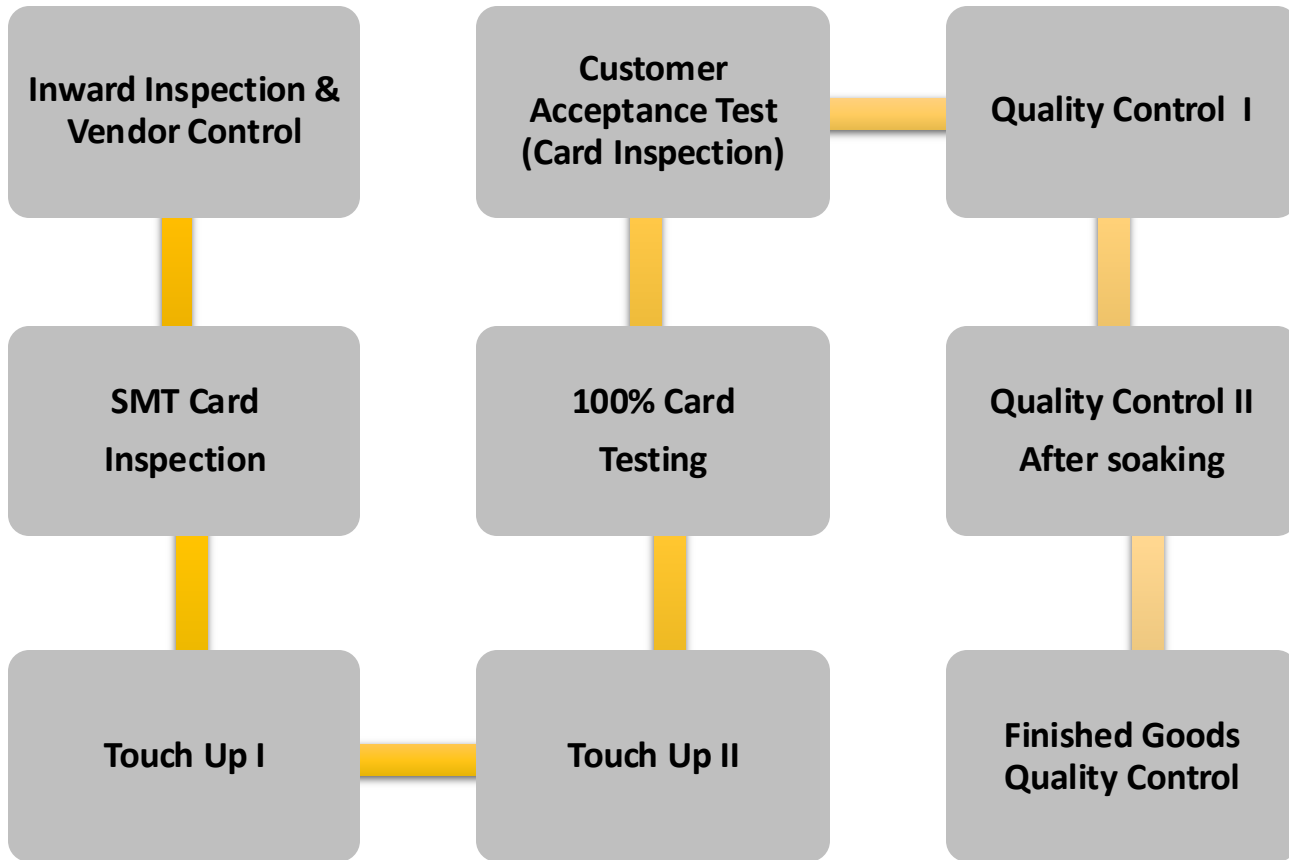 Inward Inspection &
Vendor Control
SMT Card
Inspection
Touch Up I
Touch Up II
100% Card
Testing
Customer
Acceptance Test
(Card Inspection)
Quality Control I
Quality Control II
After soaking
Finished Goods
Quality Control